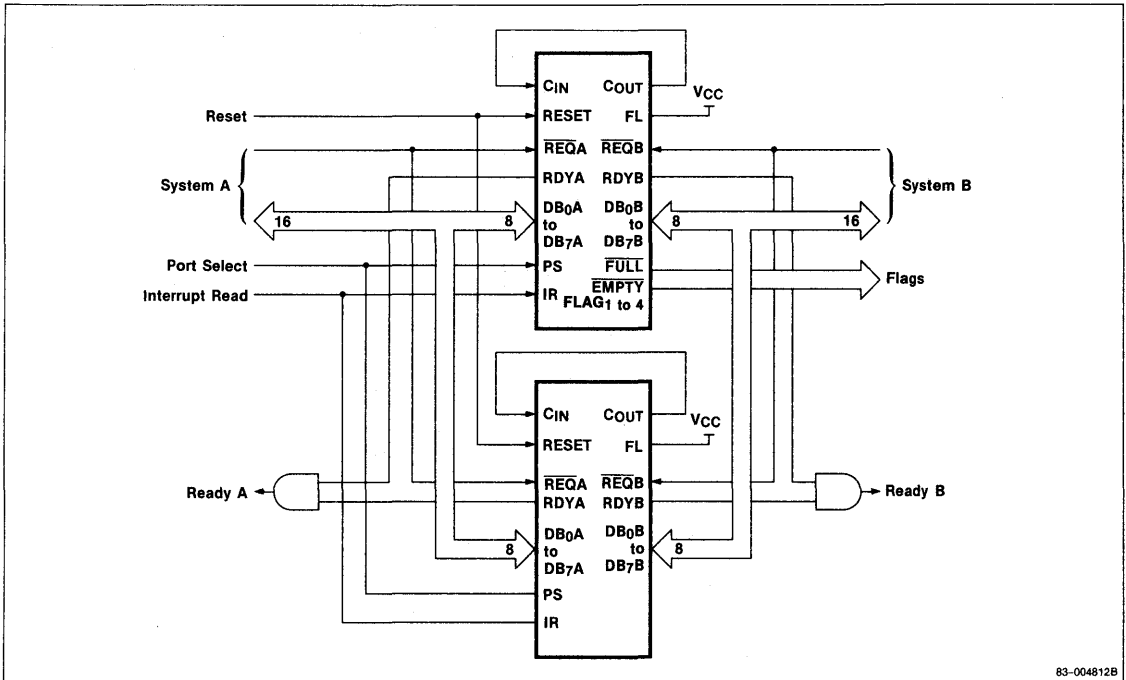 CIN COUT
VCC
Reset RESET FL
REQA REQB
System A RDYA RDYB System B
16 8 DB0A to DB7A DB0B to DB7B 8 16
Port Select PS FULL
Flags
Interrupt Read IR EMPTY
FLAG1 to 4
CIN COUT
VCC
RESET FL
Ready A REQA REQB Ready B
RDYA RDYB
8 DB0A to DB7A DB0B to DB7B 8
PS
IR
83-004812B